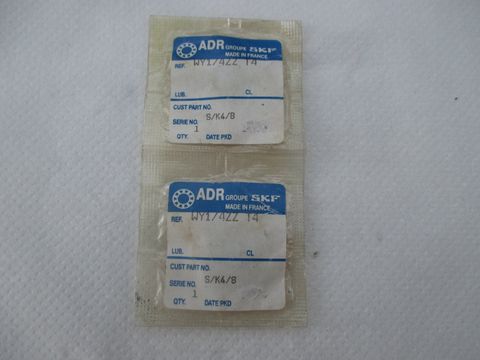 ADR GROUPE SKF
MADE IN FRANCE
REF. WY1/4ZZ T4
LUB. CL
CUST PART NO.
S/K4/8
SERIE NO.
1
QTY. DATE PKD
ADR GROUPE SKF
MADE IN FRANCE
REF. WY1/4ZZ T4
LUB. CL
CUST PART NO.
S/K4/8
SERIE NO.
1
QTY. DATE PKD